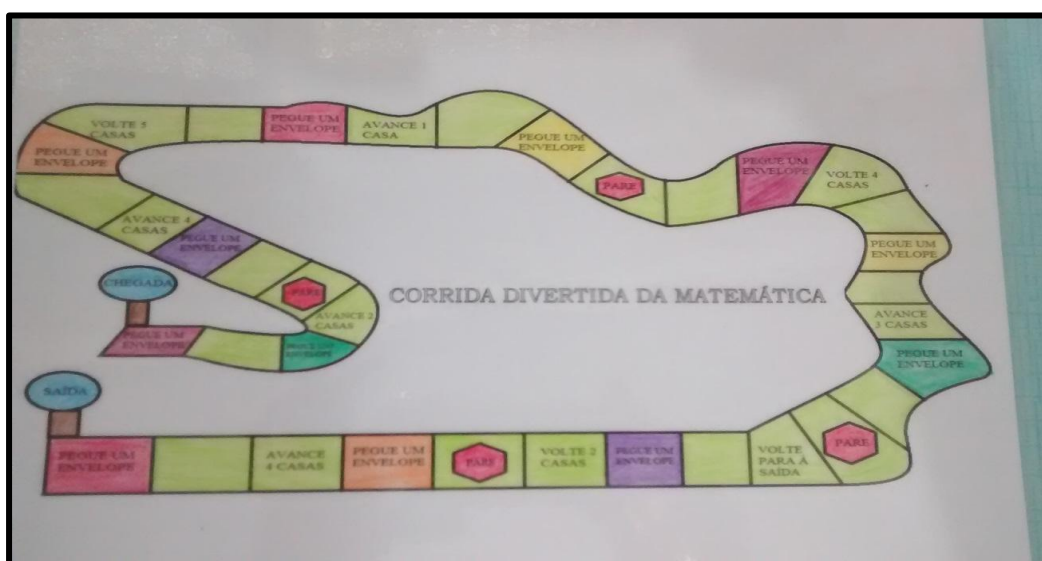 VOLTE 5
CASAS
PEGUE UM
ENVELOPE
AVANCE 1
CASA
PEGUE UM
ENVELOPE
PARE
PEGUE UM
ENVELOPE
VOLTE 4
CASAS
PEGUE UM
ENVELOPE
PEGUE UM
ENVELOPE
AVANCE 4
CASAS
PEGUE UM
ENVELOPE
PARE
AVANCE 2
CASAS
PEGUE UM
ENVELOPE
CHEGADA
PEGUE UM
ENVELOPE
CORRIDA DIVERTIDA DA MATEMÁTICA
AVANCE
3 CASAS
PEGUE UM
ENVELOPE
SAÍDA
PEGUE UM
ENVELOPE
AVANCE
4 CASAS
PEGUE UM
ENVELOPE
PARE
VOLTE 2
CASAS
PEGUE UM
ENVELOPE
VOLTE
PARA À
SAÍDA
PARE